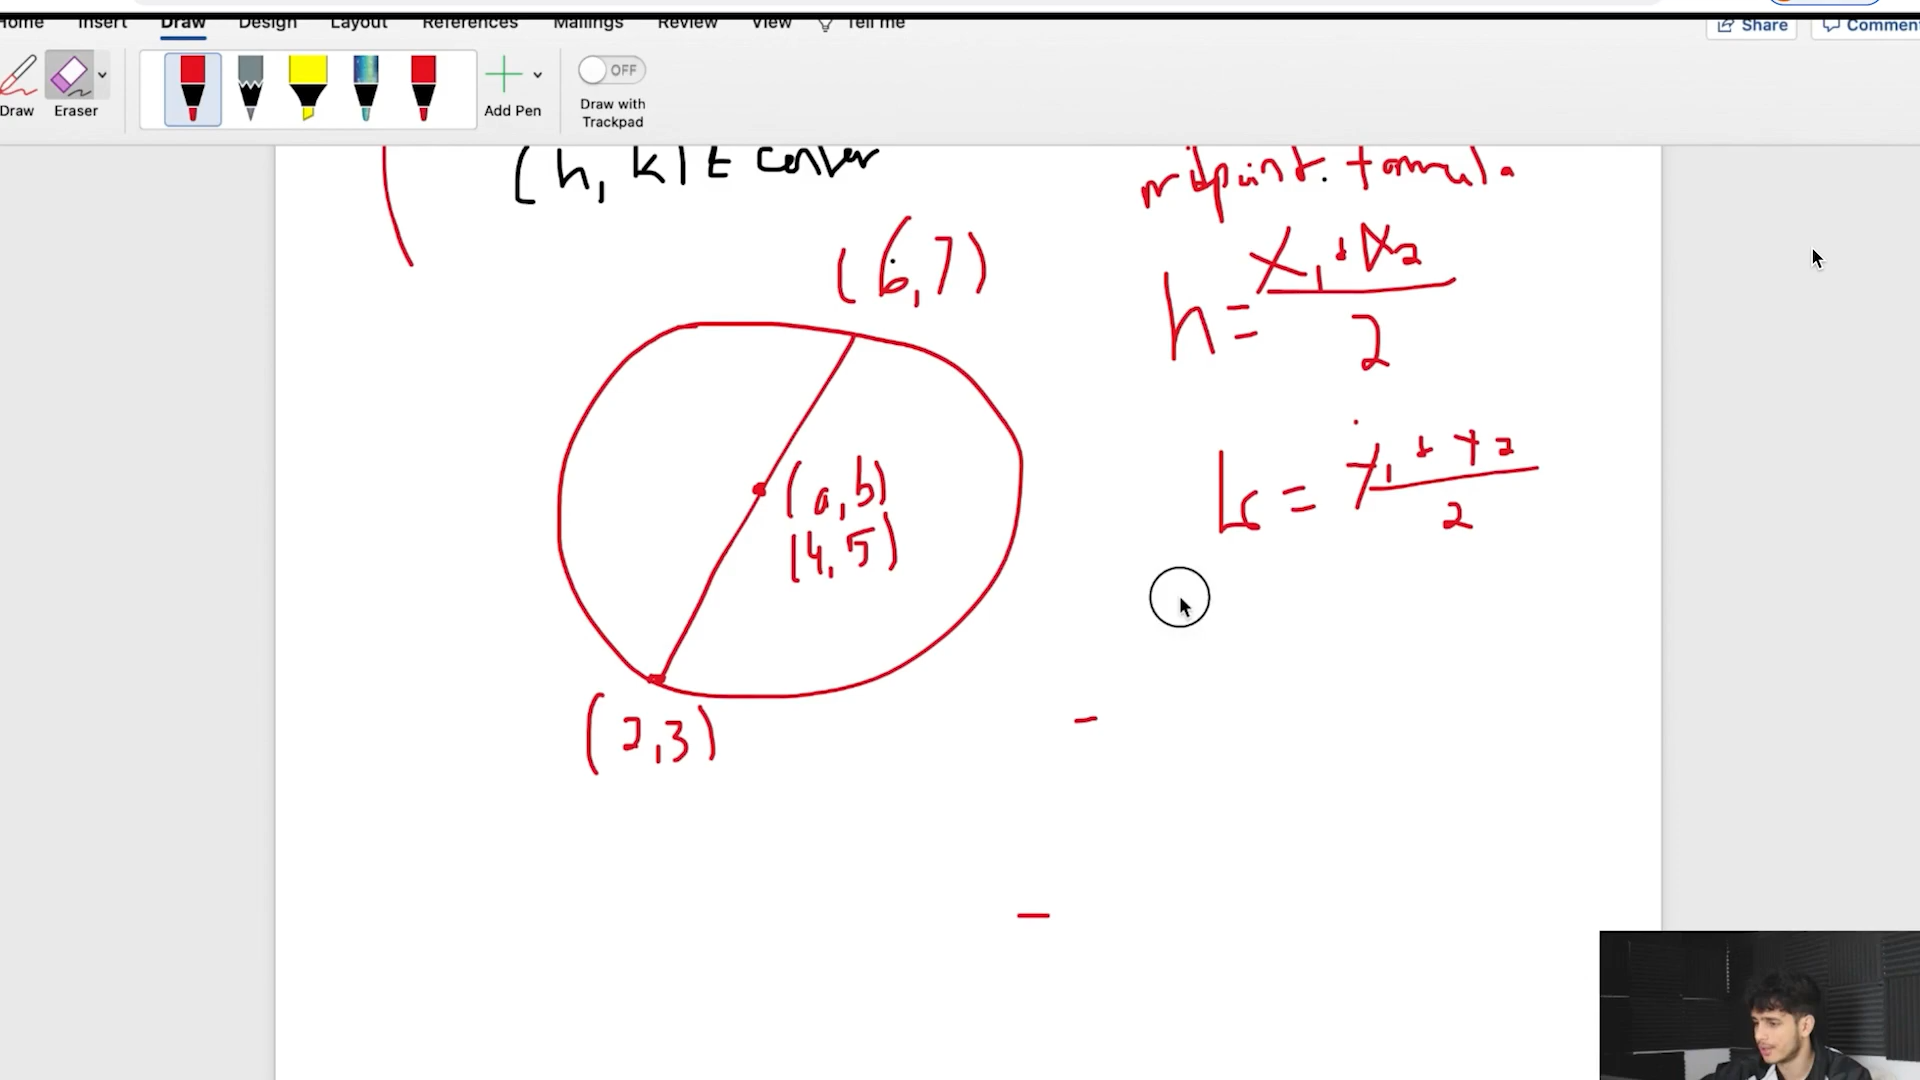 Home Insert Draw Design Layout References Mailings Review View Tell me
Share Comment
OFF
Draw Eraser Add Pen Draw with
Trackpad
(h, k) E center
midpoint. formula
(6,7)
h = x₁ + x₂
2
k = y₁ + y₂
2
(a, b)
(4, 5)
(2,3)
-
-